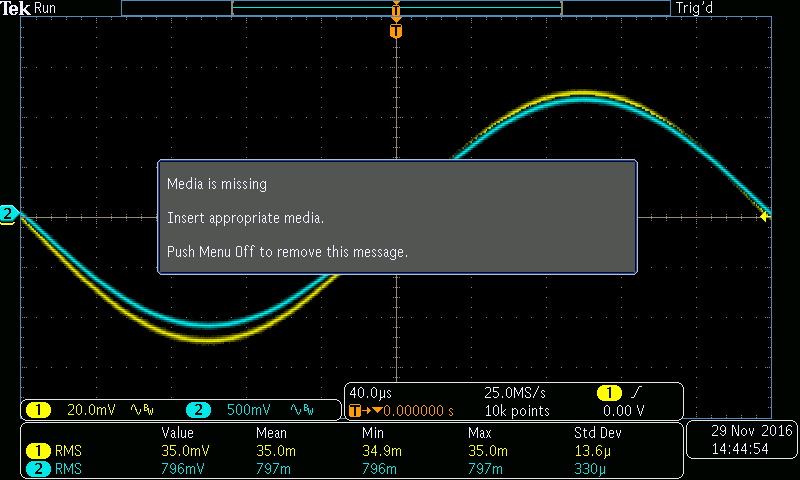 Tek Run Trig'd
T
T
Media is missing
Insert appropriate media.
Push Menu Off to remove this message.
2
1 20.0mV BW 2 500mV BW
40.0µs 25.0MS/s 1
T 0.000000 s 10k points 0.00 V
Value Mean Min Max Std Dev
1 RMS 35.0mV 35.0m 34.9m 35.0m 13.6µ
2 RMS 796mV 797m 796m 797m 330µ
29 Nov 2016
14:44:54